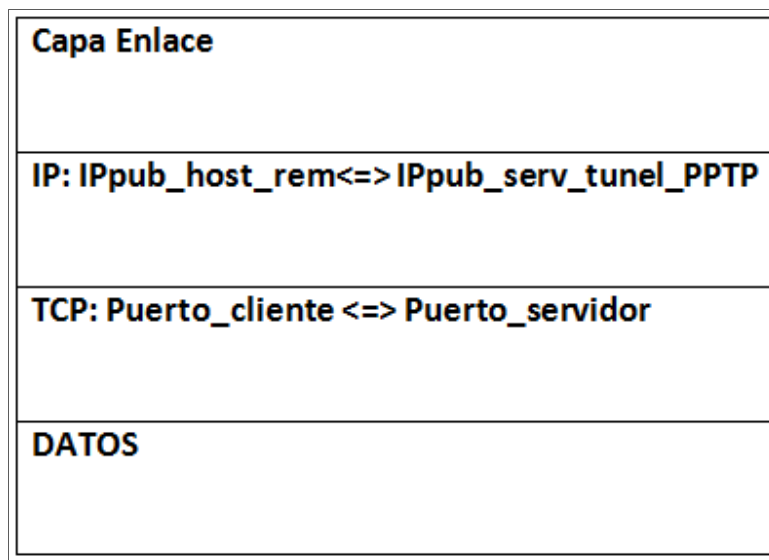 Capa Enlace
IP: IPpub_host_rem<=> IPpub_serv_tunel_PPTP
TCP: Puerto_cliente <=> Puerto_servidor
DATOS